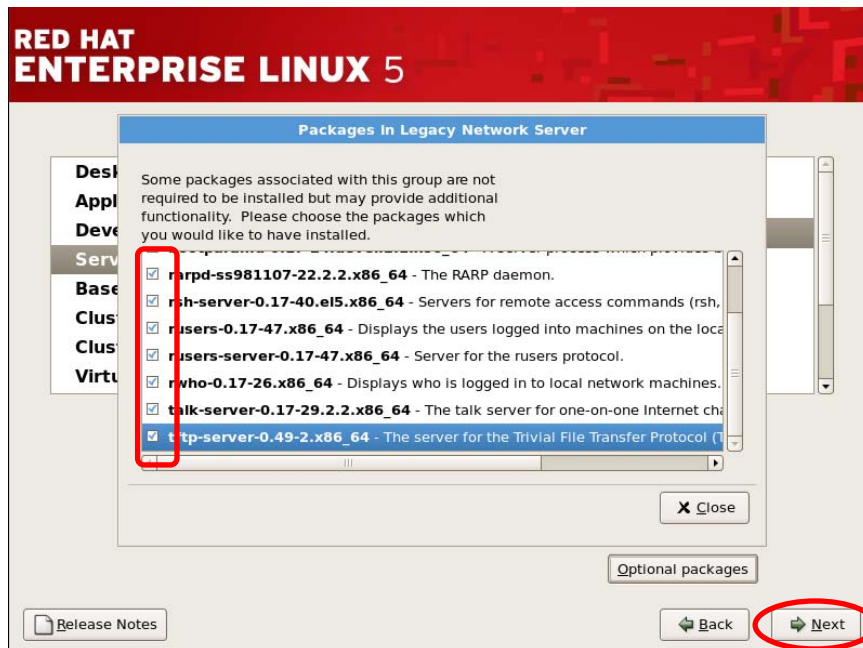 RED HAT
ENTERPRISE LINUX 5
Packages in Legacy Network Server
Some packages associated with this group are not
required to be installed but may provide additional
functionality. Please choose the packages which
you would like to have installed.
Serv
Base
rarpd-ss981107-22.2.2.x86_64 - The RARP daemon.
rsh-server-0.17-40.el5.x86_64 - Servers for remote access commands (rsh,
rusers-0.17-47.x86_64 - Displays the users logged into machines on the loca
rusers-server-0.17-47.x86_64 - Server for the rusers protocol.
rwho-0.17-26.x86_64 - Displays who is logged in to local network machines.
talk-server-0.17-29.2.2.x86_64 - The talk server for one-on-one Internet cha
tftp-server-0.49-2.x86_64 - The server for the Trivial File Transfer Protocol (T
Close
Optional packages
Release Notes
Back
Next